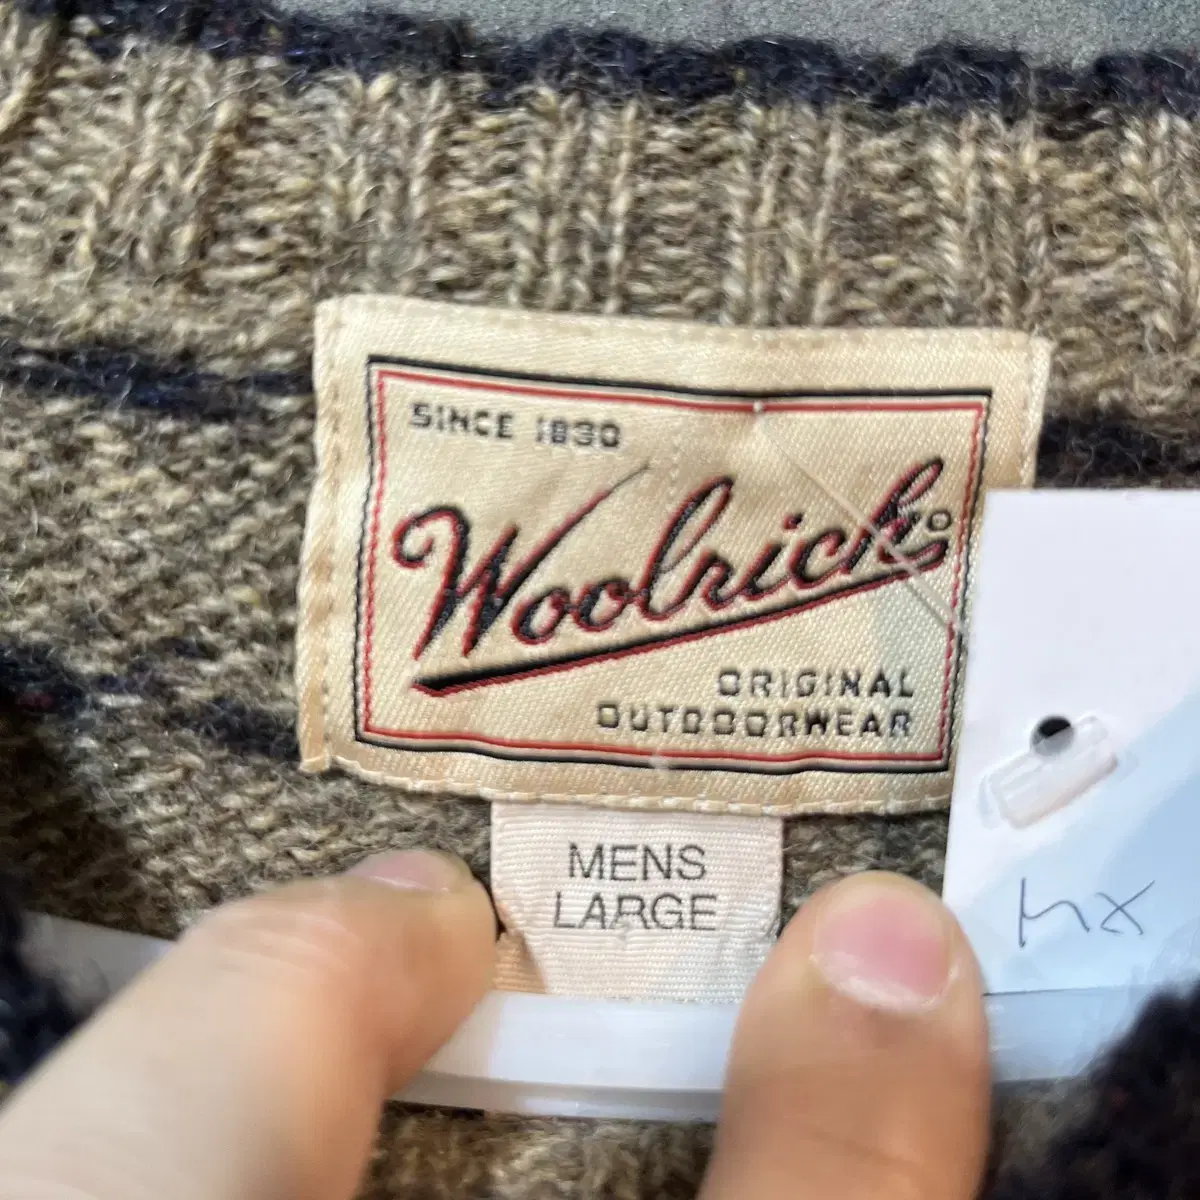 SINCE 1830
Woolrich®
ORIGINAL
OUTDOORWEAR
MENS
LARGE